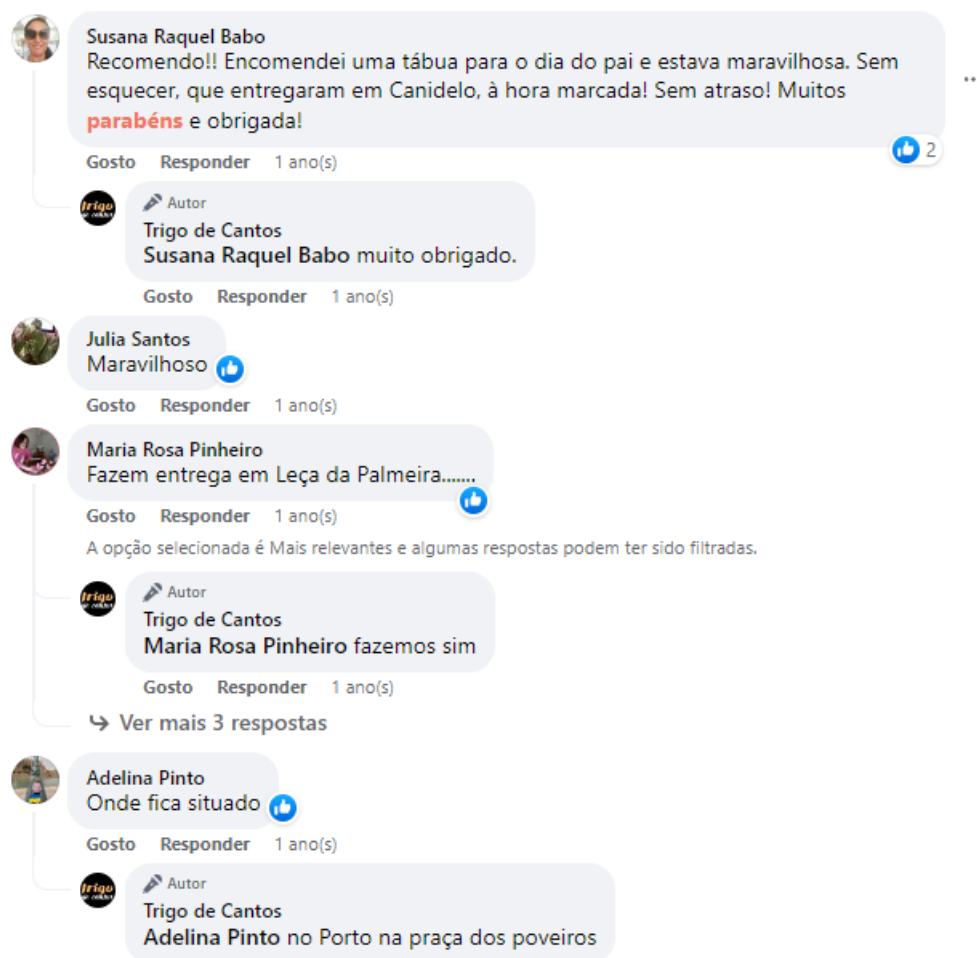 Susana Raquel Babo
Recomendo!! Encomendei uma tábua para o dia do pai e estava maravilhosa. Sem
esquecer, que entregaram em Canidelo, à hora marcada! Sem atraso! Muitos
parabéns e obrigada!
2
Gosto Responder 1 ano(s)
Autor
Trigo de Cantos
Susana Raquel Babo muito obrigado.
Gosto Responder 1 ano(s)
Julia Santos
Maravilhoso
Gosto Responder 1 ano(s)
Maria Rosa Pinheiro
Fazem entrega em Leça da Palmeira.......
Gosto Responder 1 ano(s)
A opção selecionada é Mais relevantes e algumas respostas podem ter sido filtradas.
Autor
Trigo de Cantos
Maria Rosa Pinheiro fazemos sim
Gosto Responder 1 ano(s)
Ver mais 3 respostas
Adelina Pinto
Onde fica situado
Gosto Responder 1 ano(s)
Autor
Trigo de Cantos
Adelina Pinto no Porto na praça dos poveiros